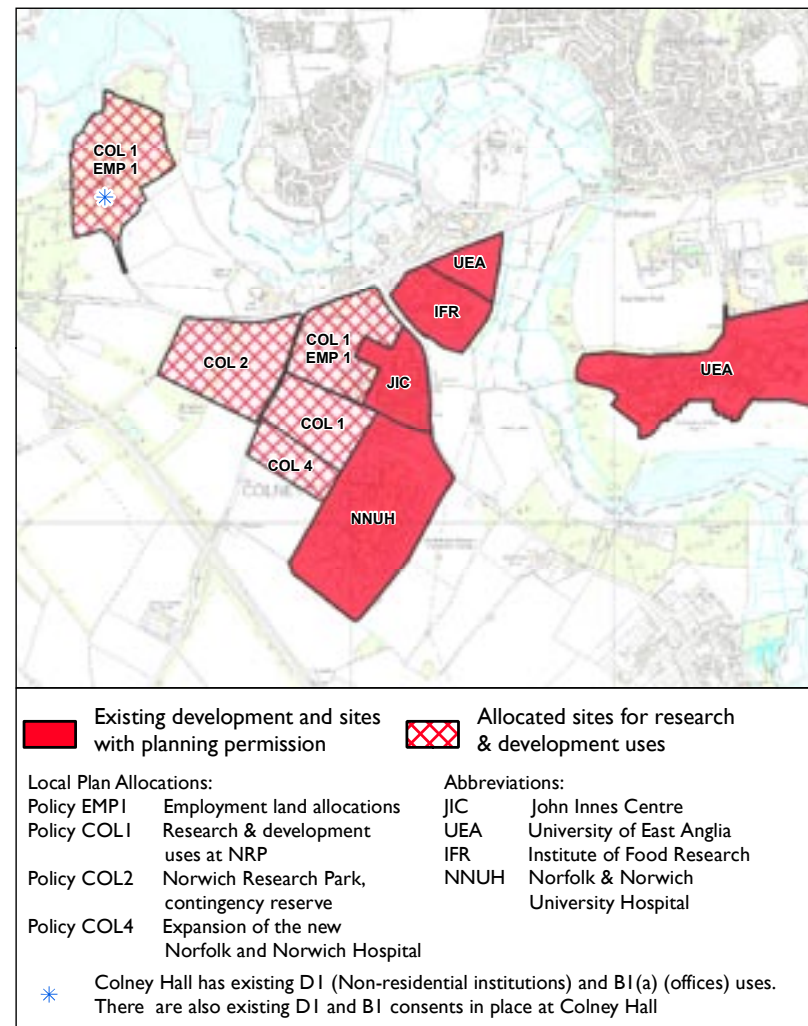 COL 1
EMP 1
UEA
IFR
COL 1
EMP 1
COL 2
UEA
JIC
COL 1
COL 4
COLNE
NNUH
Existing development and sites
with planning permission
Allocated sites for research
& development uses
Local Plan Allocations:
Policy EMP1 Employment land allocations
Policy COL1 Research & development
uses at NRP
Policy COL2 Norwich Research Park,
contingency reserve
Policy COL4 Expansion of the new
Norfolk and Norwich Hospital
Abbreviations:
JIC John Innes Centre
UEA University of East Anglia
IFR Institute of Food Research
NNUH Norfolk & Norwich
University Hospital
Colney Hall has existing D1 (Non-residential institutions) and B1(a) (offices) uses.
There are also existing D1 and B1 consents in place at Colney Hall